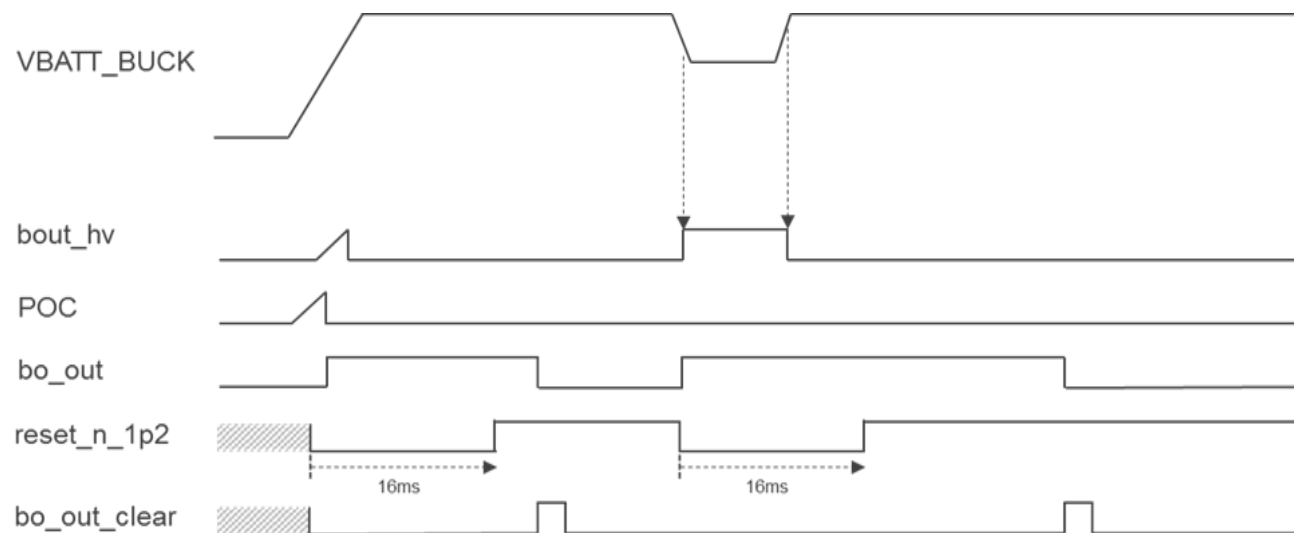 VBATT_BUCK
bout_hv
POC
bo_out
reset_n_1p2
16ms 16ms
bo_out_clear